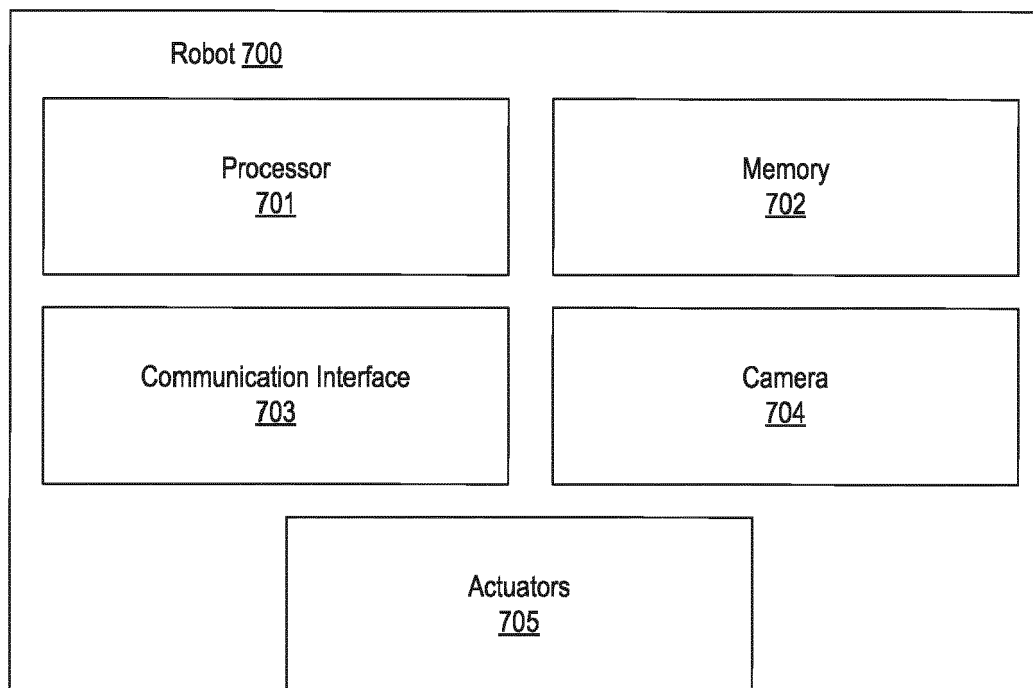 Robot 700
Processor
701
Memory
702
Communication Interface
703
Camera
704
Actuators
705